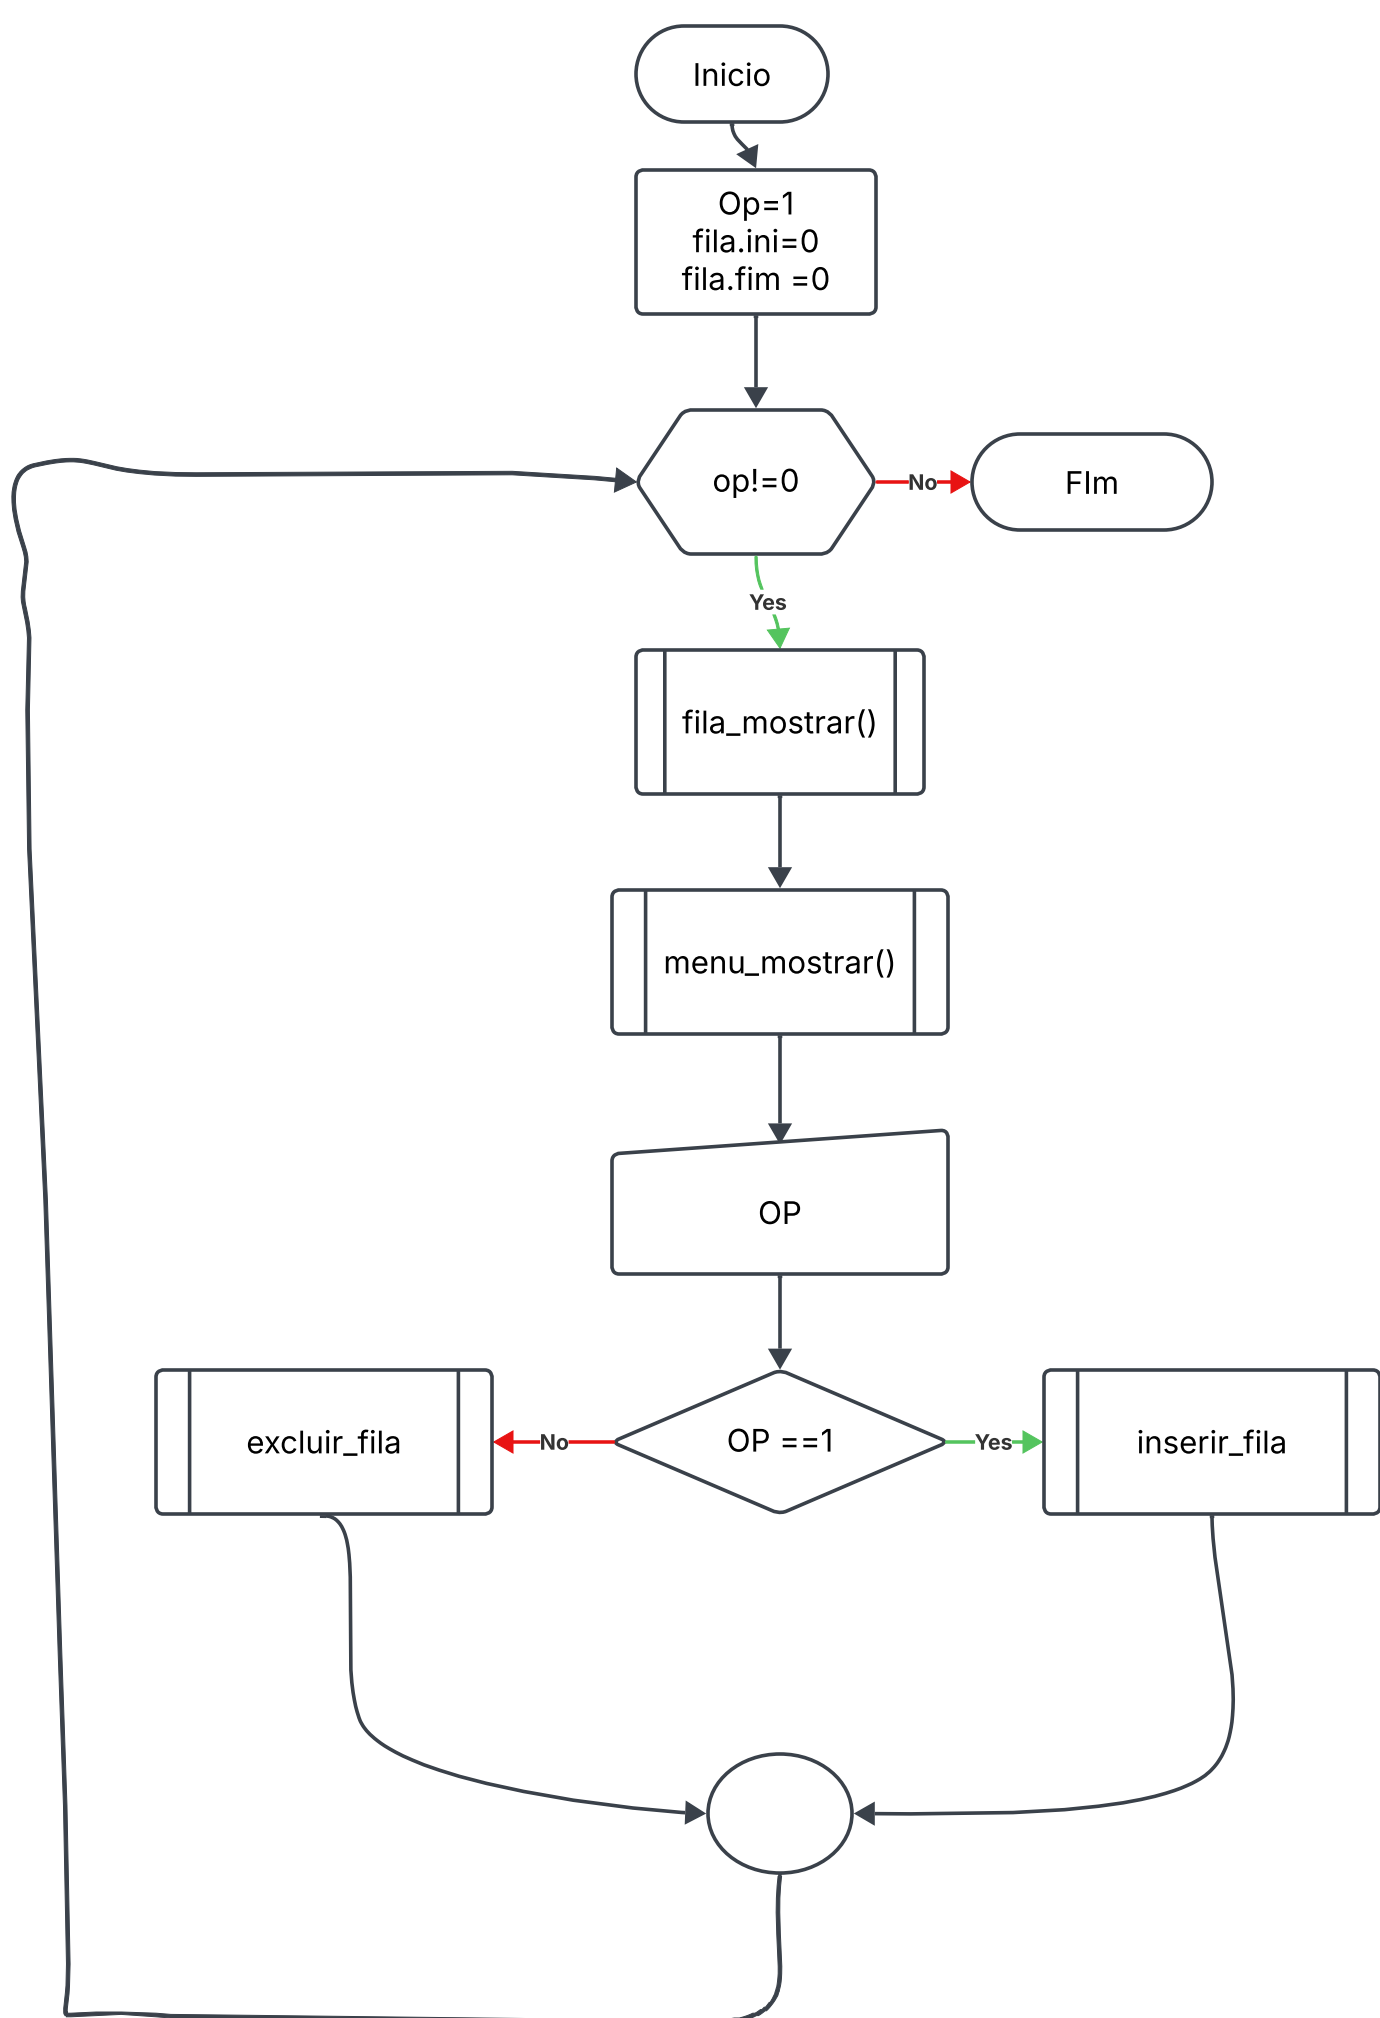 Inicio
Op=1
fila.ini=0
fila.fim =0
op!=0
No
FIm
Yes
fila_mostrar()
menu_mostrar()
OP
excluir_fila
No
OP ==1
Yes
inserir_fila